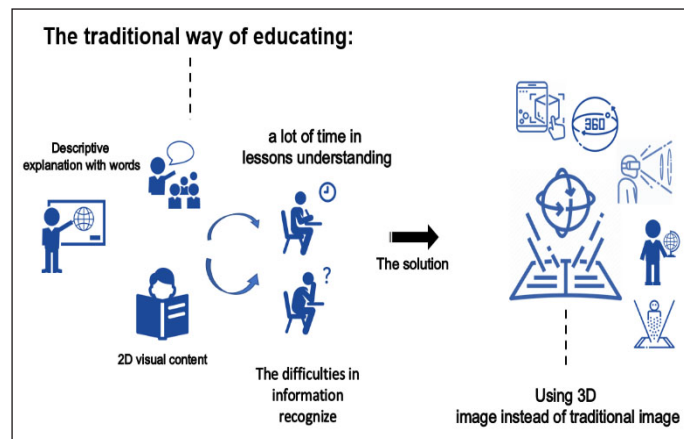 The traditional way of educating:
Descriptive
explanation with words
a lot of time in
lessons understanding
2D visual content
?
The difficulties in
information
recognize
The solution
360
Using 3D
image instead of traditional image